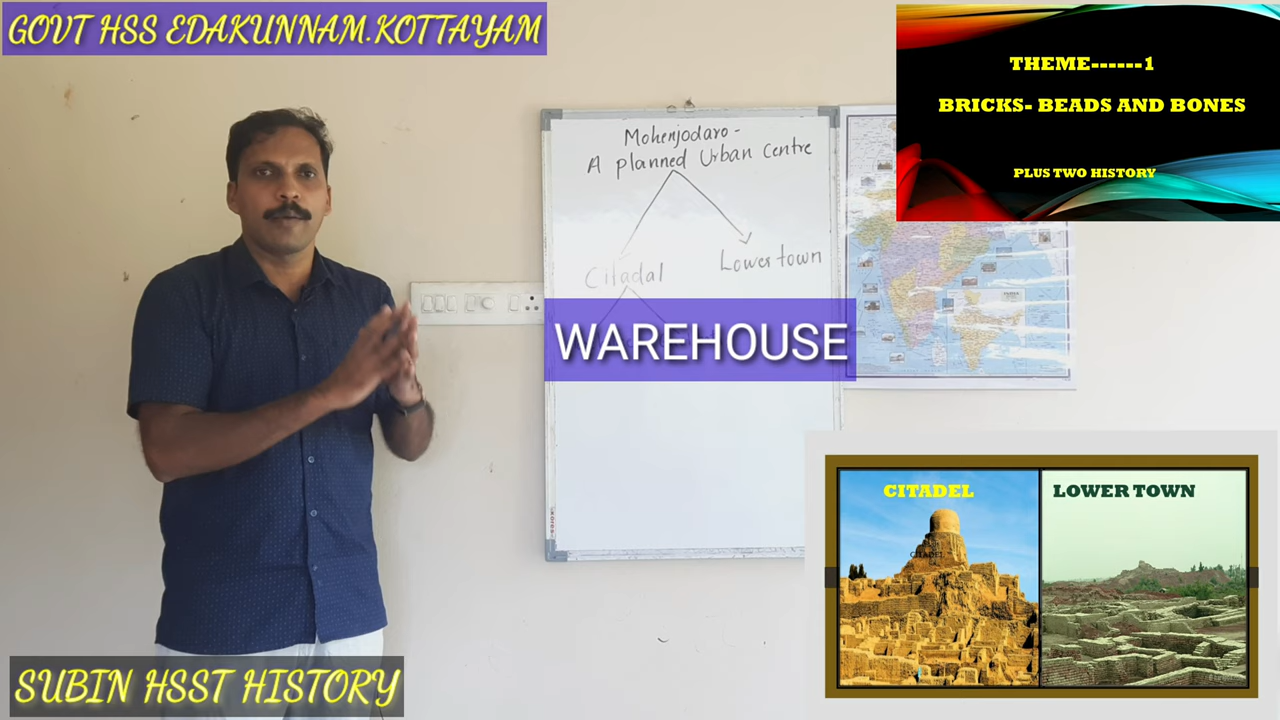 GOVT HSS EDAKUNNAM.KOTTAYAM
THEME------1
BRICKS- BEADS AND BONES
PLUS TWO HISTORY
Mohenjodaro -
A planned Urban Centre
Citadal
Lower town
WAREHOUSE
CITADEL
LOWER TOWN
CITADEL
SUBIN HSST HISTORY